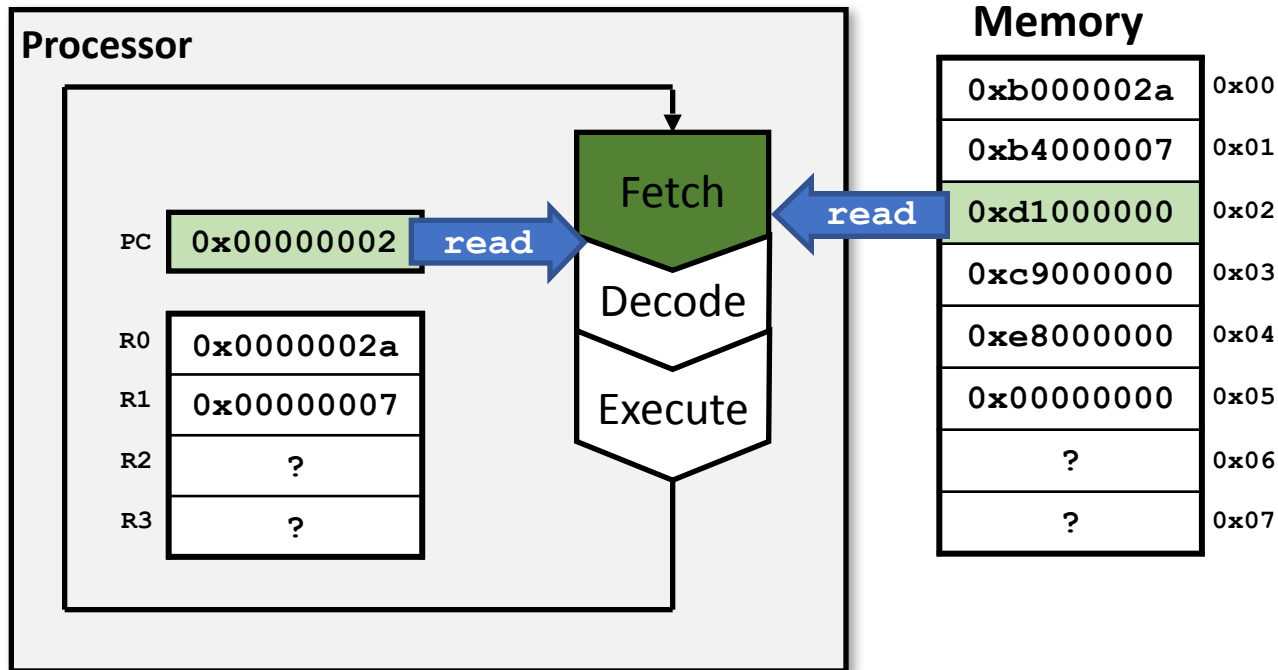 Processor
PC
0x00000002
read
R0
0x0000002a
R1
0x00000007
R2
?
R3
?
Fetch
Decode
Execute
read
Memory
0xb000002a 0x00
0xb4000007 0x01
0xd1000000 0x02
0xc9000000 0x03
0xe8000000 0x04
0x00000000 0x05
? 0x06
? 0x07